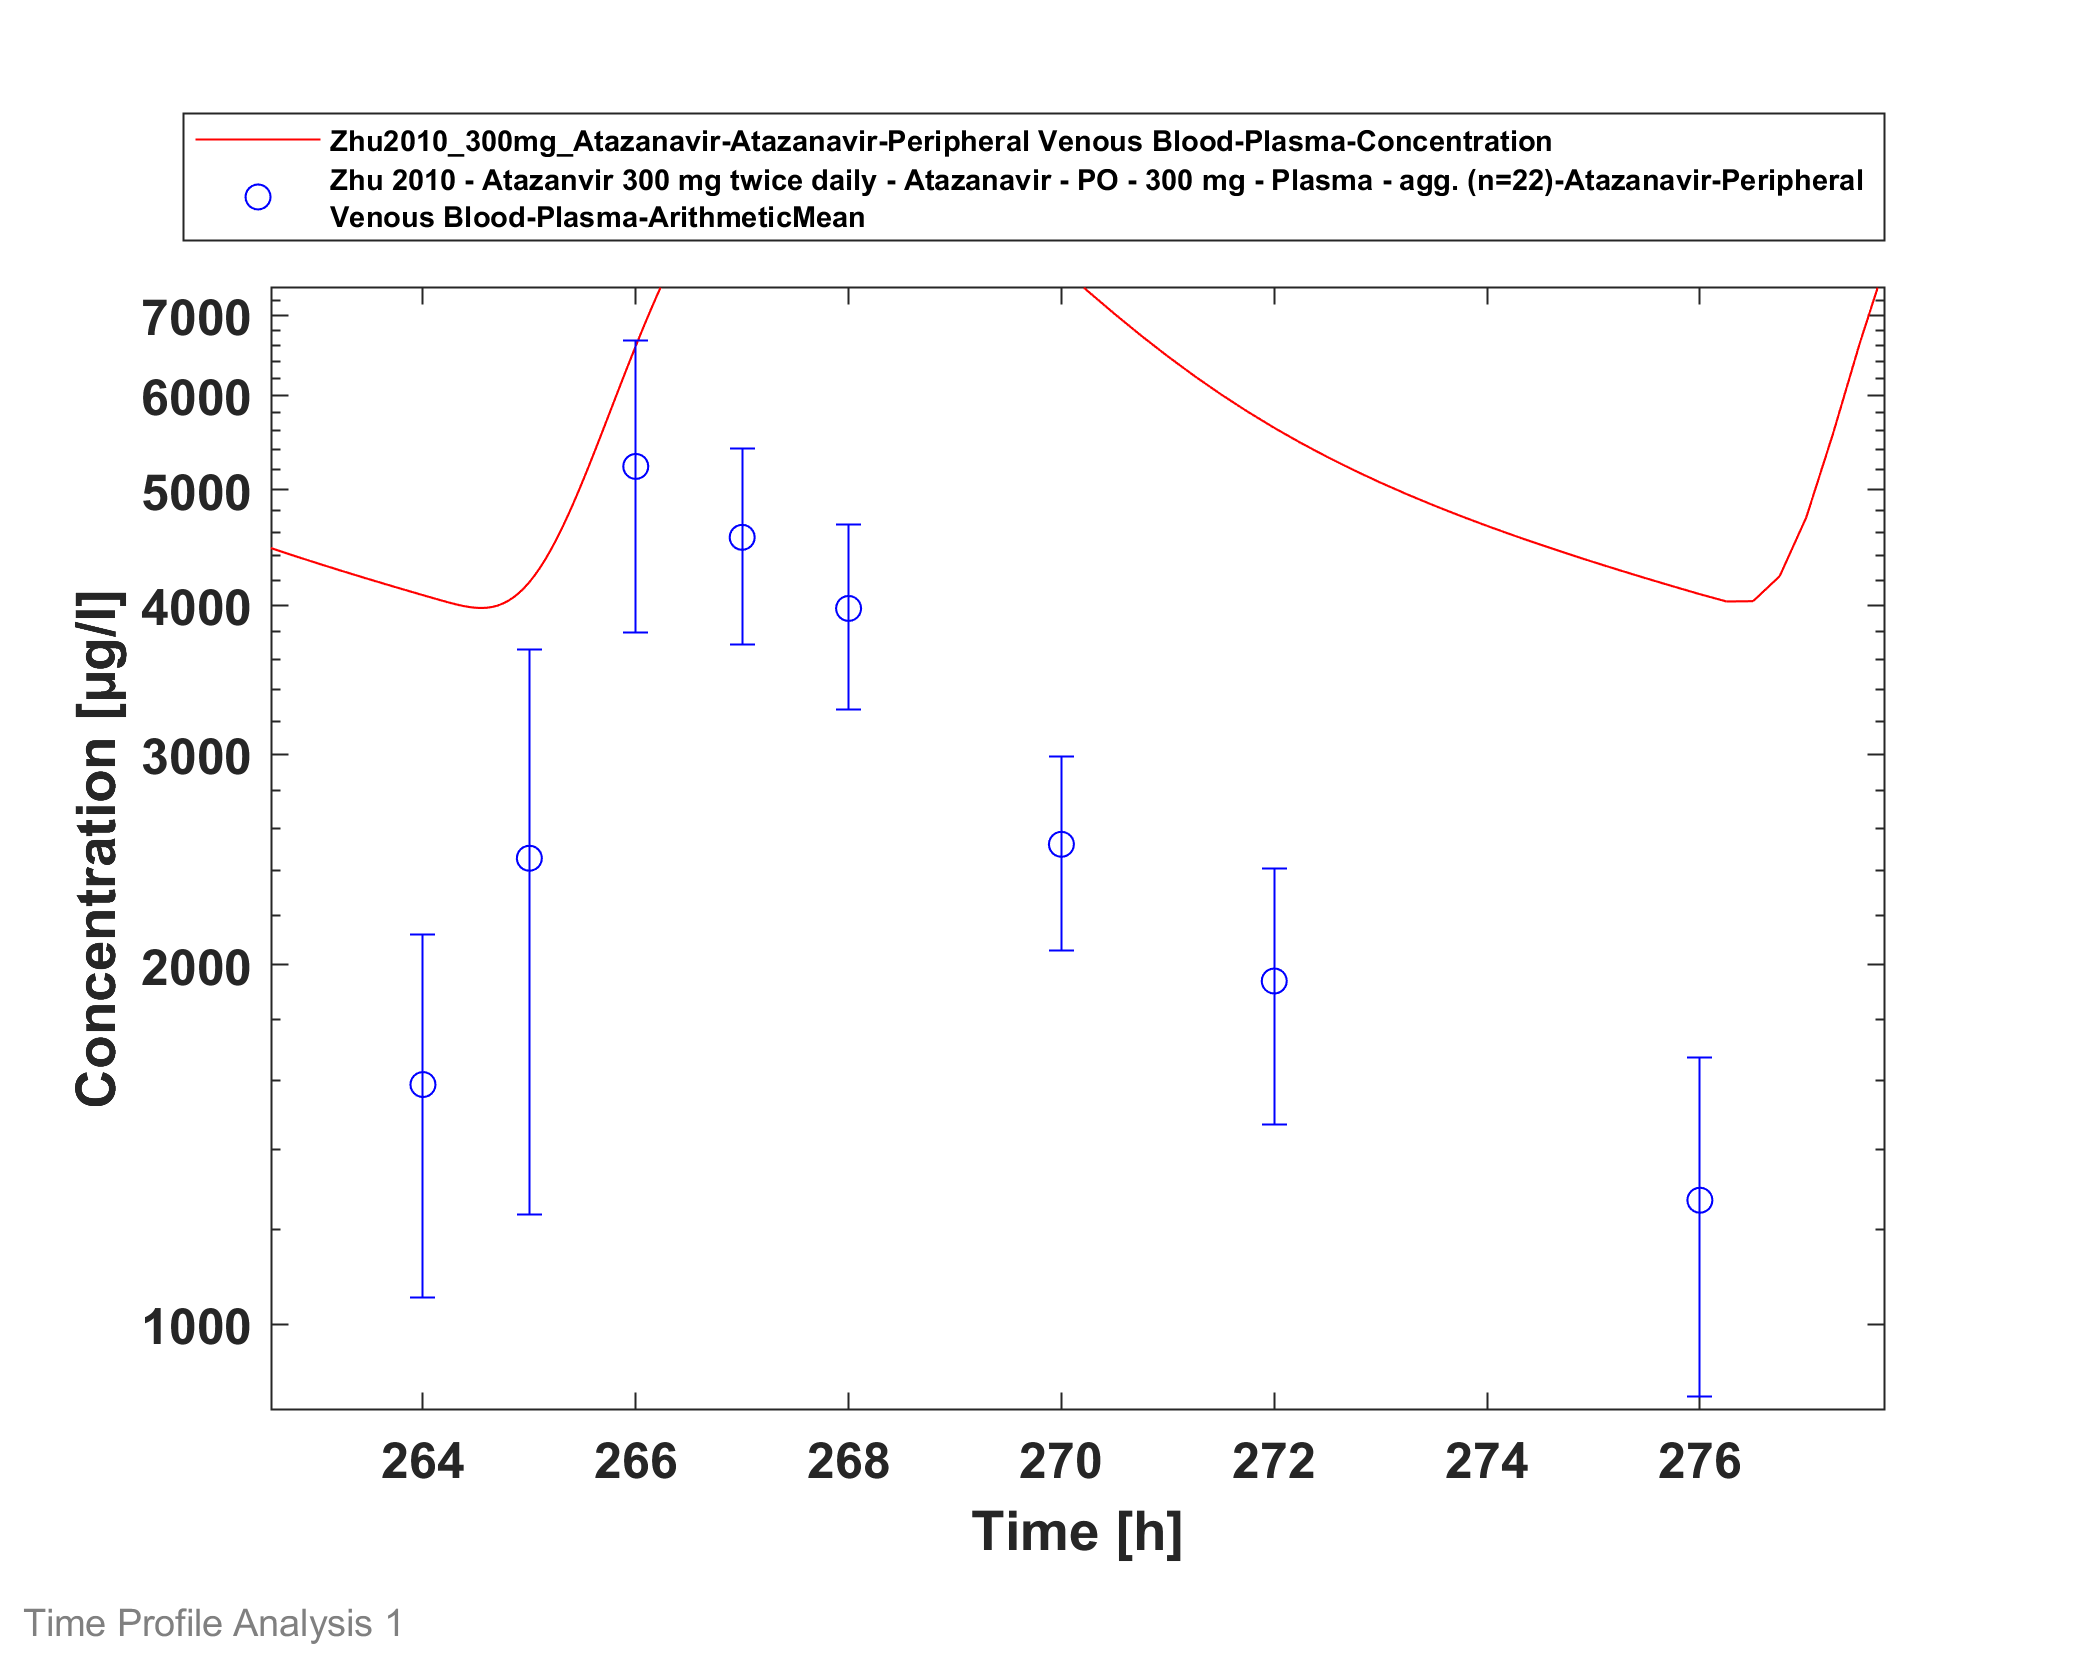 Zhu2010_300mg_Atazanavir-Atazanavir-Peripheral Venous Blood-Plasma-Concentration
Zhu 2010 - Atazanvir 300 mg twice daily - Atazanavir - PO - 300 mg - Plasma - agg. (n=22)-Atazanavir-Peripheral
Venous Blood-Plasma-ArithmeticMean
7000
6000
5000
4000
3000
2000
1000
Concentration [µg/l]
264 266 268 270 272 274 276
Time [h]
Time Profile Analysis 1